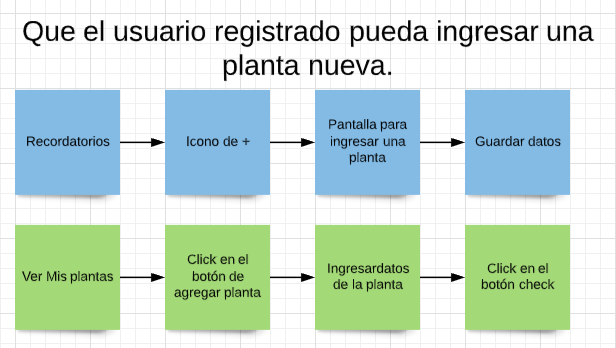 Que el usuario registrado pueda ingresar una
planta nueva.
Recordatorios
Icono de +
Pantalla para
ingresar una
planta
Guardar datos
Ver Mis plantas
Click en el
botón de
agregar planta
Ingresardatos
de la planta
Click en el
botón check